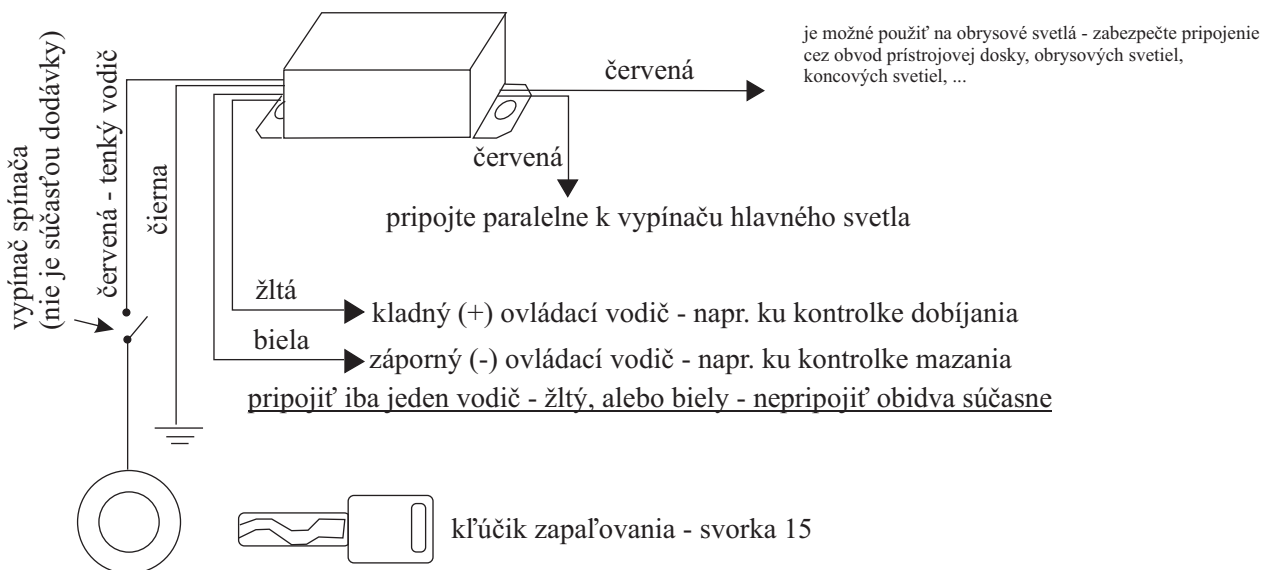 vypínač spínača
(nie je súčasťou dodávky)
červená - tenký vodič
čierna
červená
je možné použiť na obrysové svetlá - zabezpečte pripojenie
cez obvod prístrojovej dosky, obrysových svetiel,
koncových svetiel, ...
červená
pripojte paralelne k vypínaču hlavného svetla
žltá
kladný (+) ovládací vodič - napr. ku kontrolke dobíjania
biela
záporný (-) ovládací vodič - napr. ku kontrolke mazania
pripojiť iba jeden vodič - žltý, alebo biely - nepripojiť obidva súčasne
kľúčik zapaľovania - svorka 15